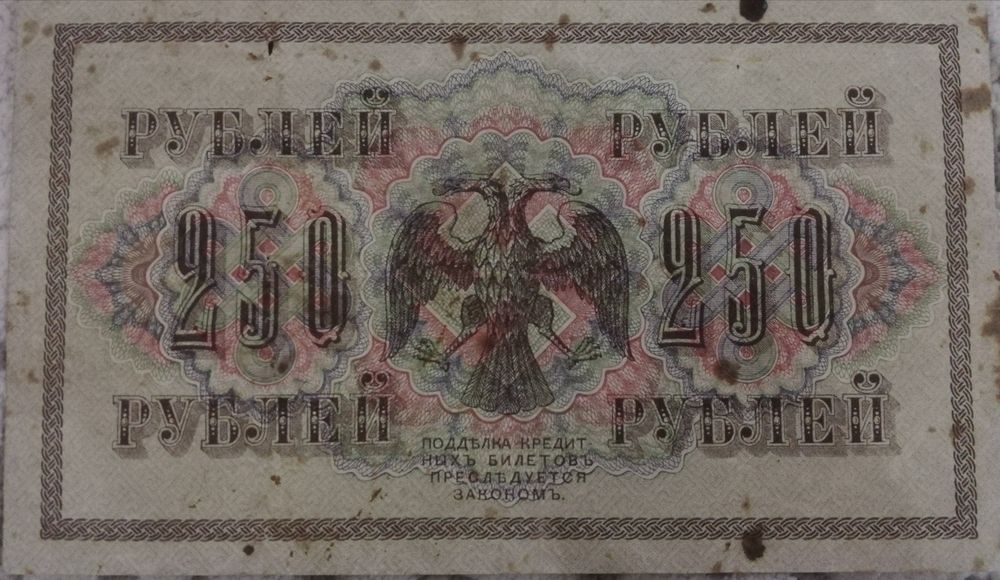 РУБЛЕЙ РУБЛЕЙ
250 250
РУБЛЕЙ РУБЛЕЙ
ПОДДѢЛКА КРЕДИТ-
НЫХЪ БИЛЕТОВЪ
ПРЕСЛѢДУЕТСЯ
ЗАКОНОМЪ.